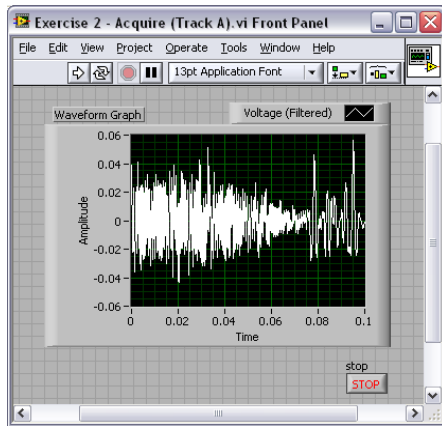 Exercise 2 - Acquire (Track A).vi Front Panel
File Edit View Project Operate Tools Window Help
13pt Application Font
Waveform Graph
Voltage (Filtered)
0.06
0.04
0.02
0
-0.02
-0.04
-0.06
Amplitude
0 0.02 0.04 0.06 0.08 0.1
Time
stop
STOP